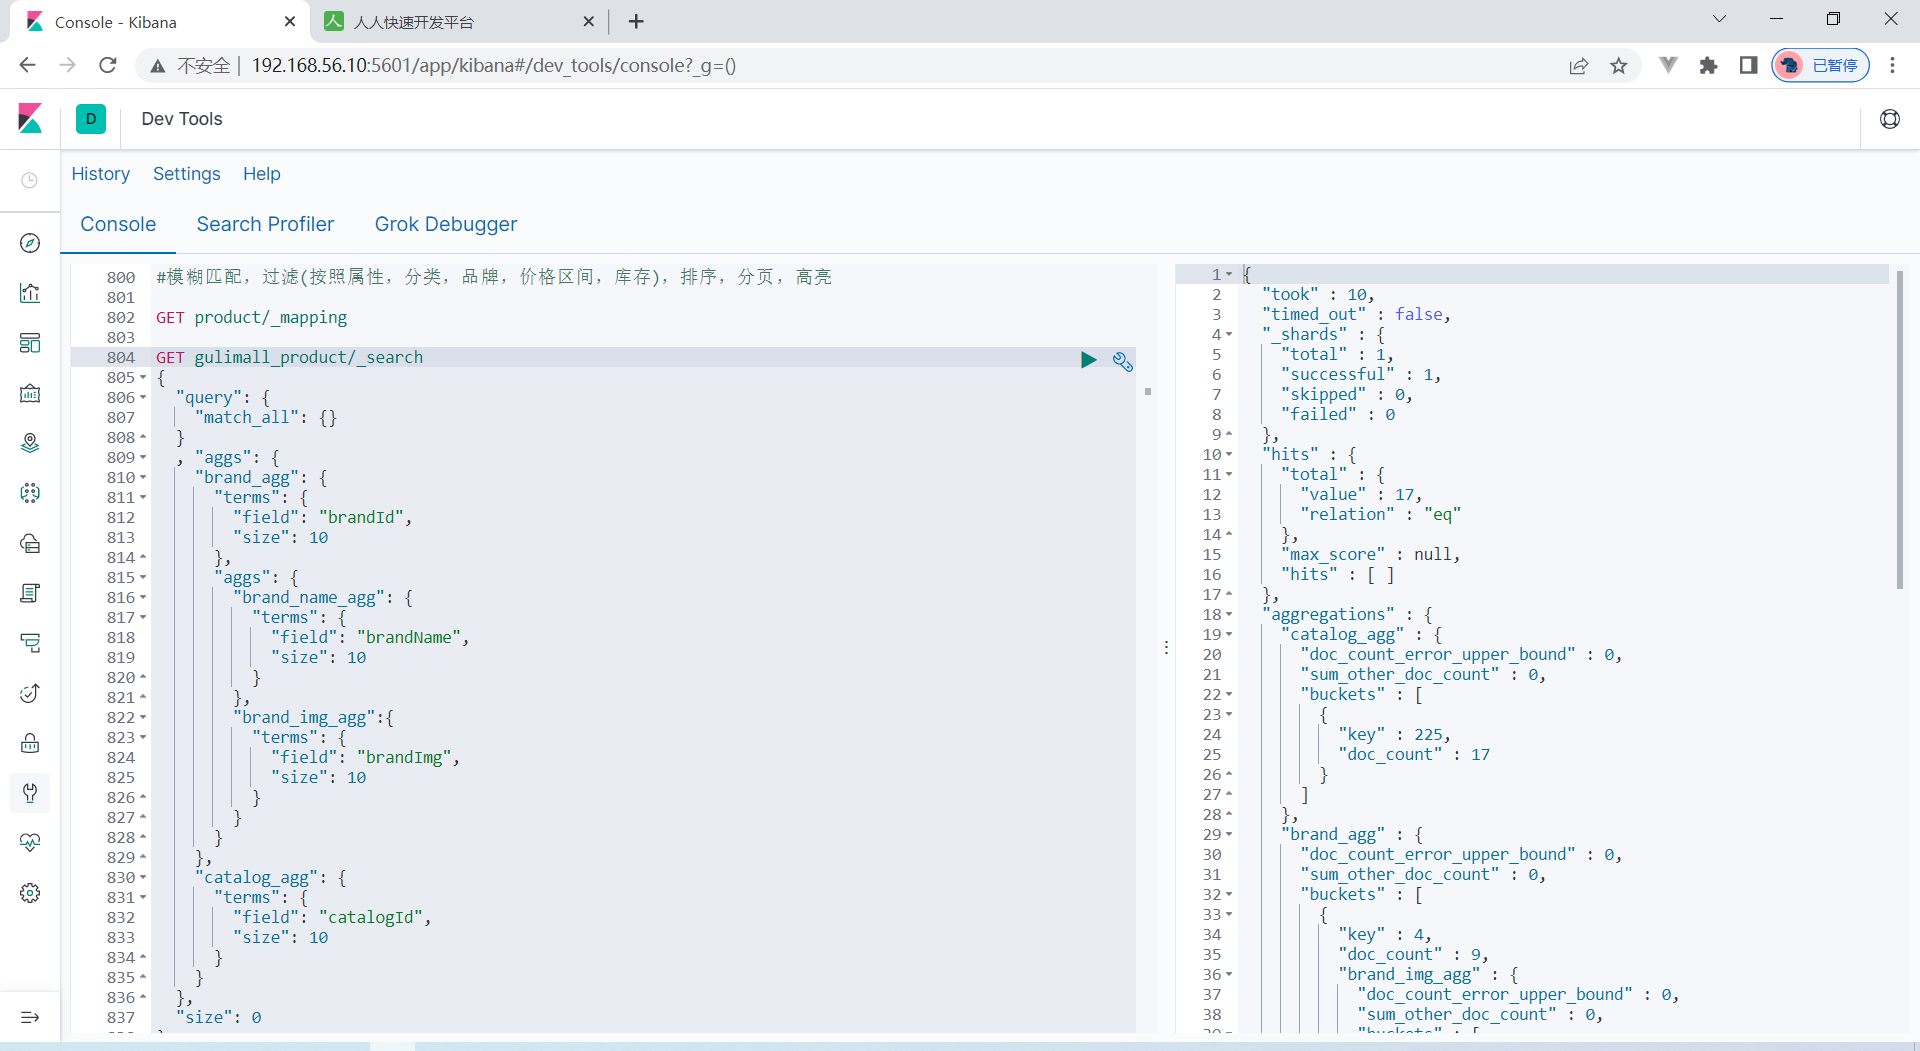 Console - Kibana
人人快速开发平台
不安全 192.168.56.10:5601/app/kibana#/dev_tools/console?_g=()
已暂停
D Dev Tools
History Settings Help
Console Search Profiler Grok Debugger
800 #模糊匹配，过滤(按照属性，分类，品牌，价格区间，库存)，排序，分页，高亮
801
802 GET product/_mapping
803
804 GET gulimall_product/_search
805 {
806 "query": {
807 "match_all": {}
808 }
809 , "aggs": {
810 "brand_agg": {
811 "terms": {
812 "field": "brandId",
813 "size": 10
814 },
815 "aggs": {
816 "brand_name_agg": {
817 "terms": {
818 "field": "brandName",
819 "size": 10
820 }
821 },
822 "brand_img_agg":{
823 "terms": {
824 "field": "brandImg",
825 "size": 10
826 }
827 }
828 }
829 },
830 "catalog_agg": {
831 "terms": {
832 "field": "catalogId",
833 "size": 10
834 }
835 }
836 },
837 "size": 0
1 {
2 "took" : 10,
3 "timed_out" : false,
4 "_shards" : {
5 "total" : 1,
6 "successful" : 1,
7 "skipped" : 0,
8 "failed" : 0
9 },
10 "hits" : {
11 "total" : {
12 "value" : 17,
13 "relation" : "eq"
14 },
15 "max_score" : null,
16 "hits" : [ ]
17 },
18 "aggregations" : {
19 "catalog_agg" : {
20 "doc_count_error_upper_bound" : 0,
21 "sum_other_doc_count" : 0,
22 "buckets" : [
23 {
24 "key" : 225,
25 "doc_count" : 17
26 }
27 ]
28 },
29 "brand_agg" : {
30 "doc_count_error_upper_bound" : 0,
31 "sum_other_doc_count" : 0,
32 "buckets" : [
33 {
34 "key" : 4,
35 "doc_count" : 9,
36 "brand_img_agg" : {
37 "doc_count_error_upper_bound" : 0,
38 "sum_other_doc_count" : 0,
39 "buckets" : [